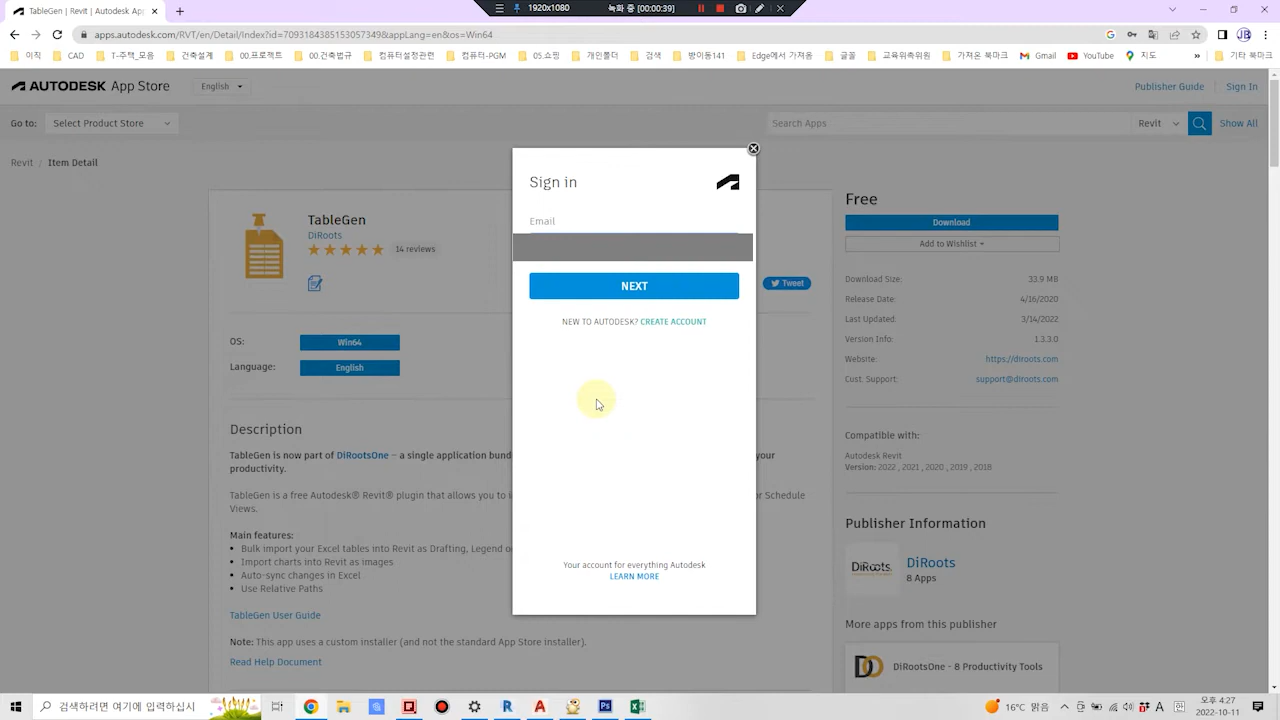 1920x1080
녹화 중 [00:00:39]
TableGen | Revit | Autodesk App
apps.autodesk.com/RVT/en/Detail/Index?id=7093184385153057349&appLang=en&os=Win64
이직
CAD
T-주택_모음
건축설계
00.프로젝트
00.건축법규
컴퓨터설정관련
컴퓨터-PGM
05.쇼핑
개인폴더
검색
방이동141
Edge에서 가져옴
글꼴
교육위촉위원
가져온 북마크
Gmail
YouTube
지도
»
기타 북마크
AUTODESK App Store
English
Publisher Guide
Sign In
Go to:
Select Product Store
Search Apps
Revit
Show All
Revit / Item Detail
TableGen
DiRoots
14 reviews
Tweet
OS:
Win64
Language:
English
Sign in
Email
NEXT
NEW TO AUTODESK? CREATE ACCOUNT
Your account for everything Autodesk
LEARN MORE
Description
TableGen is now part of DiRootsOne – a single application bund
your
productivity.
TableGen is a free Autodesk® Revit® plugin that allows you to
or Schedule
Views.
Main features:
Bulk import your Excel tables into Revit as Drafting, Legend
Import charts into Revit as images
Auto-sync changes in Excel
Use Relative Paths
TableGen User Guide
Note: This app uses a custom installer (and not the standard App Store installer).
Read Help Document
Free
Download
Add to Wishlist
Download Size: 33.9 MB
Release Date: 4/16/2020
Last Updated: 3/14/2022
Version Info: 1.3.3.0
Website: https://diroots.com
Cust. Support: support@diroots.com
Compatible with:
Autodesk Revit
Version: 2022 , 2021 , 2020 , 2019 , 2018
Publisher Information
DiRoots.
DiRoots
8 Apps
More apps from this publisher
DiRootsOne - 8 Productivity Tools
검색하려면 여기에 입력하십시오
16°C 맑음
A
오후 4:27
2022-10-11